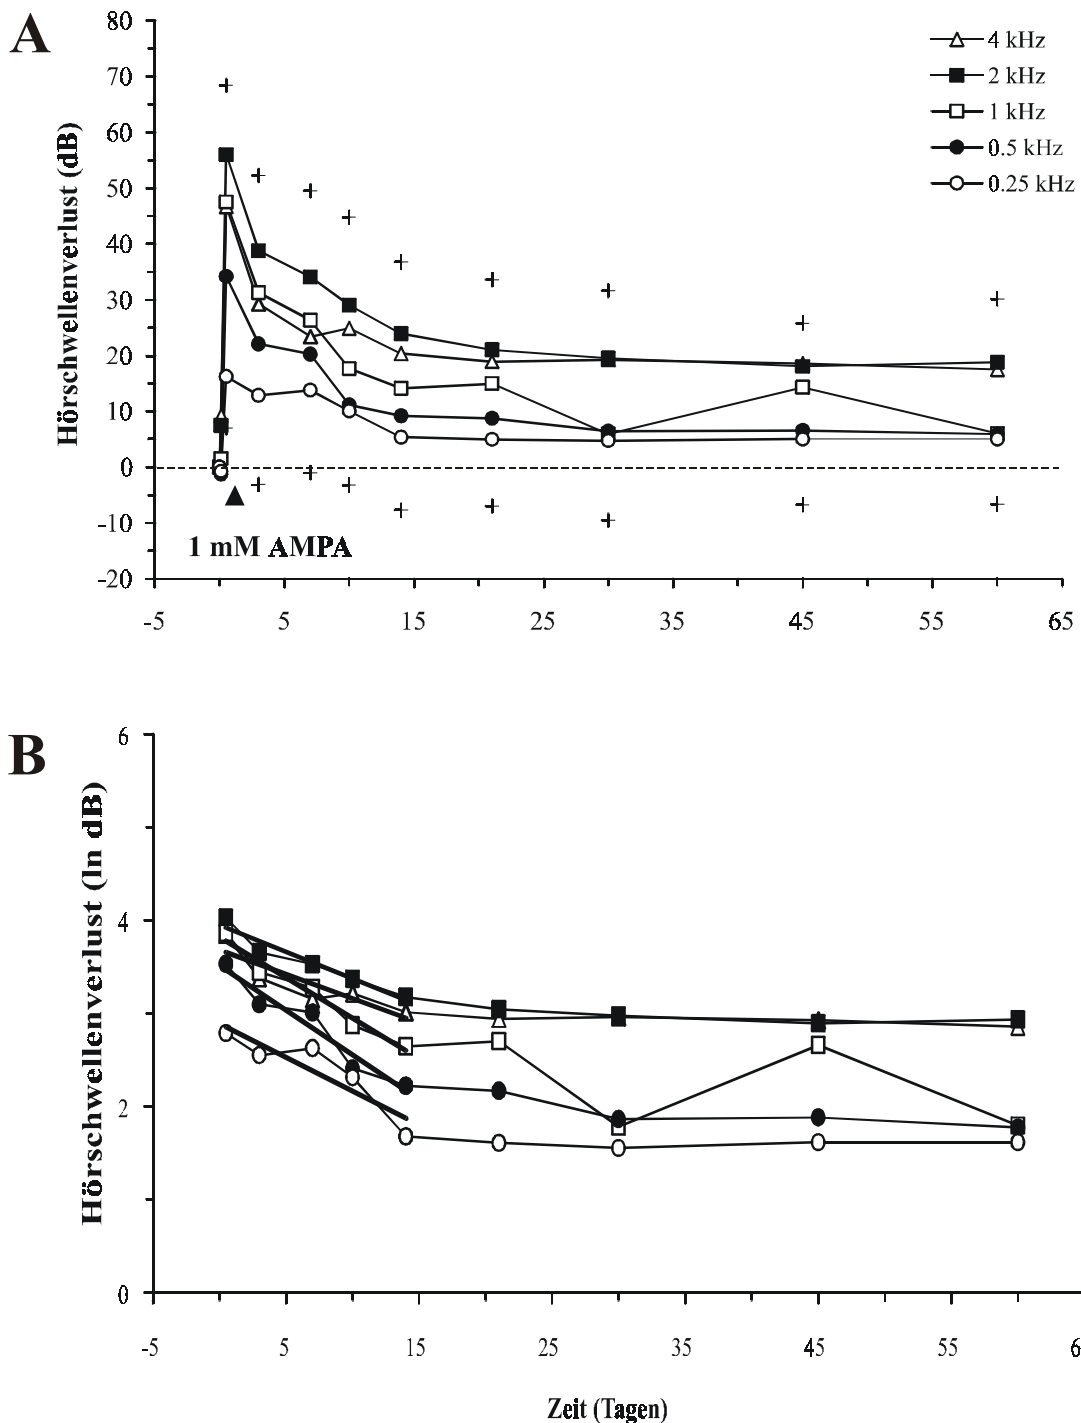 A
80
70
60
50
40
30
20
10
0
-10
-20
Hörschwellenverlust (dB)
4 kHz
2 kHz
1 kHz
0.5 kHz
0.25 kHz
1 mM AMPA
-5 5 15 25 35 45 55 65
B
6
4
2
0
Hörschwellenverlust (ln dB)
-5 5 15 25 35 45 55 6
Zeit (Tagen)